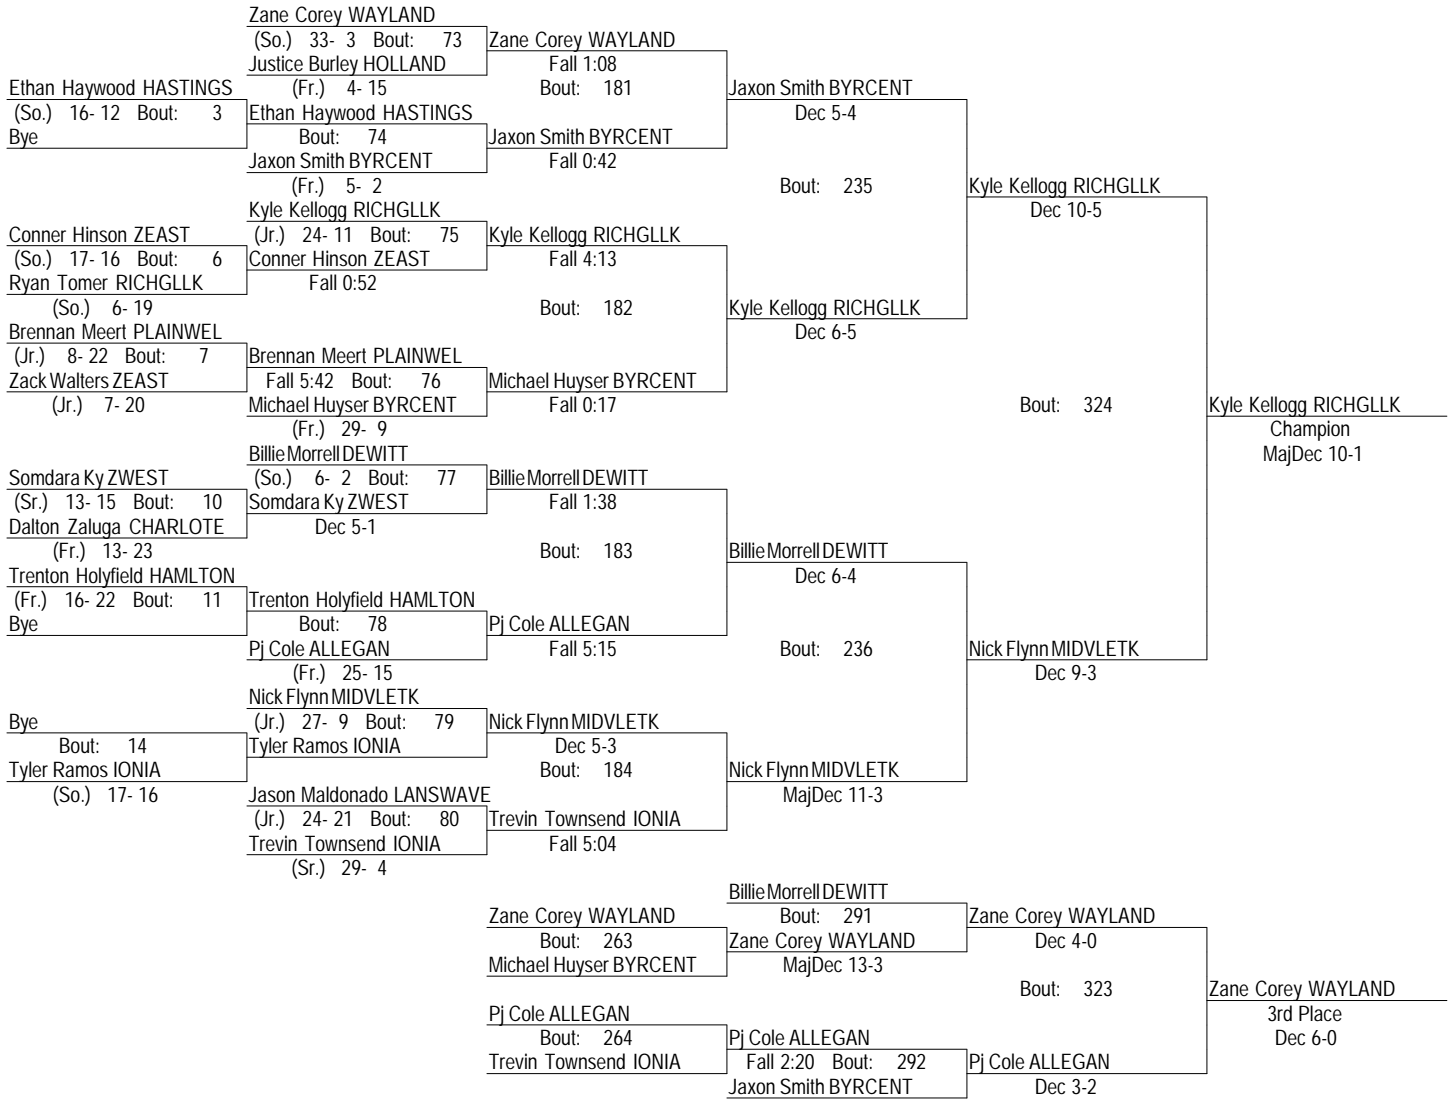 Zane Corey WAYLAND
(So.) 33- 3 Bout: 73 Zane Corey WAYLAND
Justice Burley HOLLAND Fall 1:08
Ethan Haywood HASTINGS (Fr.) 4- 15 Bout: 181 Jaxon Smith BYRCENT
(So.) 16- 12 Bout: 3 Ethan Haywood HASTINGS Dec 5-4
Bye Bout: 74 Jaxon Smith BYRCENT
Jaxon Smith BYRCENT Fall 0:42
(Fr.) 5- 2 Bout: 235 Kyle Kellogg RICHGLLK
Kyle Kellogg RICHGLLK Dec 10-5
Conner Hinson ZEAST (Jr.) 24- 11 Bout: 75 Kyle Kellogg RICHGLLK
(So.) 17- 16 Bout: 6 Conner Hinson ZEAST Fall 4:13
Ryan Tomer RICHGLLK Fall 0:52
(So.) 6- 19 Bout: 182 Kyle Kellogg RICHGLLK
Brennan Meert PLAINWEL Dec 6-5
(Jr.) 8- 22 Bout: 7 Brennan Meert PLAINWEL
Zack Walters ZEAST Fall 5:42 Bout: 76 Michael Huyser BYRCENT
(Jr.) 7- 20 Michael Huyser BYRCENT Fall 0:17 Bout: 324 Kyle Kellogg RICHGLLK
(Fr.) 29- 9 Champion
Billie Morrell DEWITT MajDec 10-1
Somdara Ky ZWEST (So.) 6- 2 Bout: 77 Billie Morrell DEWITT
(Sr.) 13- 15 Bout: 10 Somdara Ky ZWEST Fall 1:38
Dalton Zaluga CHARLOTE Dec 5-1
(Fr.) 13- 23 Bout: 183 Billie Morrell DEWITT
Trenton Holyfield HAMLTON Dec 6-4
(Fr.) 16- 22 Bout: 11 Trenton Holyfield HAMLTON
Bye Bout: 78 Pj Cole ALLEGAN
Pj Cole ALLEGAN Fall 5:15 Bout: 236 Nick Flynn MIDVLETK
(Fr.) 25- 15 Dec 9-3
Nick Flynn MIDVLETK
Bye (Jr.) 27- 9 Bout: 79 Nick Flynn MIDVLETK
Bout: 14 Tyler Ramos IONIA Dec 5-3
Tyler Ramos IONIA Bout: 184 Nick Flynn MIDVLETK
(So.) 17- 16 Jason Maldonado LANSWAVE MajDec 11-3
(Jr.) 24- 21 Bout: 80 Trevin Townsend IONIA
Trevin Townsend IONIA Fall 5:04
(Sr.) 29- 4
Billie Morrell DEWITT
Zane Corey WAYLAND Bout: 291 Zane Corey WAYLAND
Bout: 263 Zane Corey WAYLAND Dec 4-0
Michael Huyser BYRCENT MajDec 13-3
Bout: 323 Zane Corey WAYLAND
Pj Cole ALLEGAN 3rd Place
Bout: 264 Pj Cole ALLEGAN Dec 6-0
Trevin Townsend IONIA Fall 2:20 Bout: 292 Pj Cole ALLEGAN
Jaxon Smith BYRCENT Dec 3-2